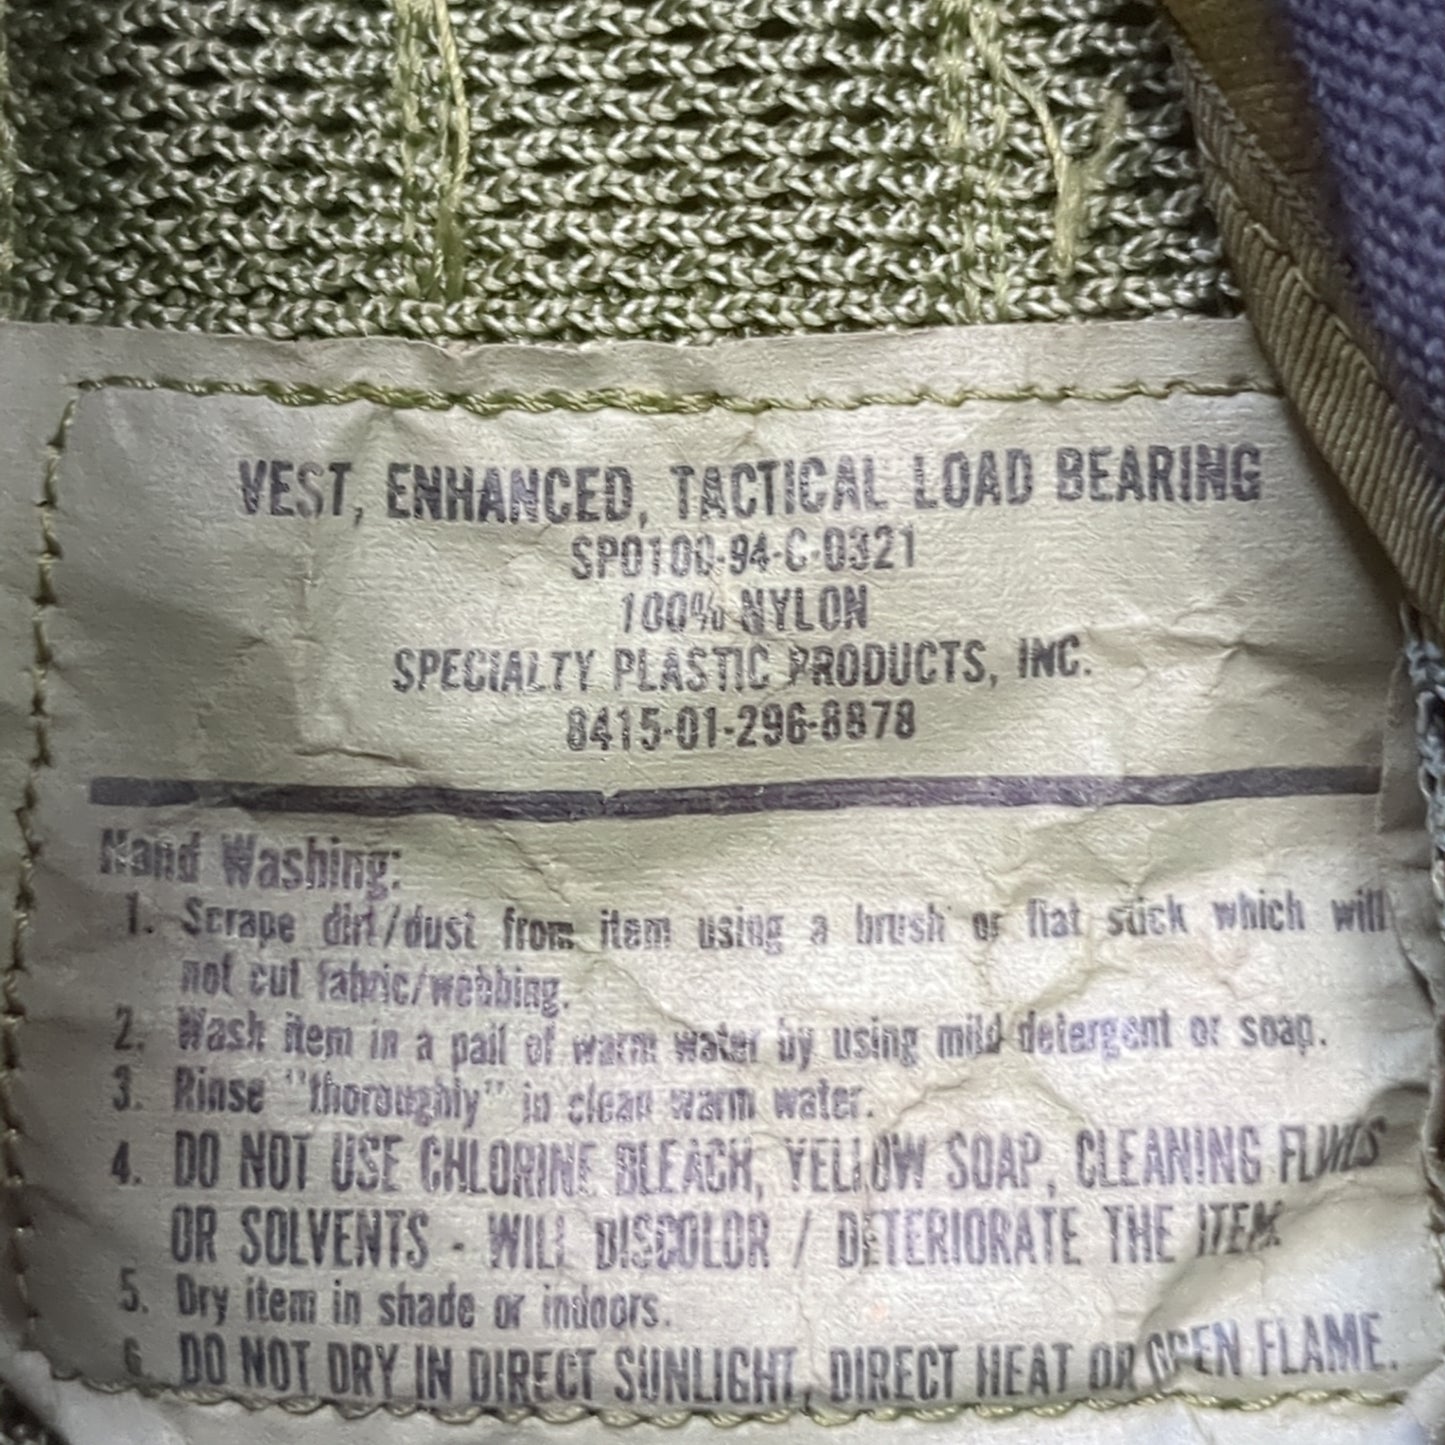 VEST, ENHANCED, TACTICAL LOAD BEARING
SP0100-94-C-0321
100% NYLON
SPECIALTY PLASTIC PRODUCTS, INC.
8415-01-296-8878
Hand Washing:
1. Scrape dirt/dust from item using a brush or flat stick which will
not cut fabric/webbing.
2. Wash item in a pail of warm water by using mild detergent or soap.
3. Rinse "thoroughly" in clean warm water.
4. DO NOT USE CHLORINE BLEACH, YELLOW SOAP, CLEANING FLUIDS
OR SOLVENTS - WILL DISCOLOR / DETERIORATE THE ITEM.
5. Dry item in shade or indoors.
6 DO NOT DRY IN DIRECT SUNLIGHT, DIRECT HEAT OR OPEN FLAME.